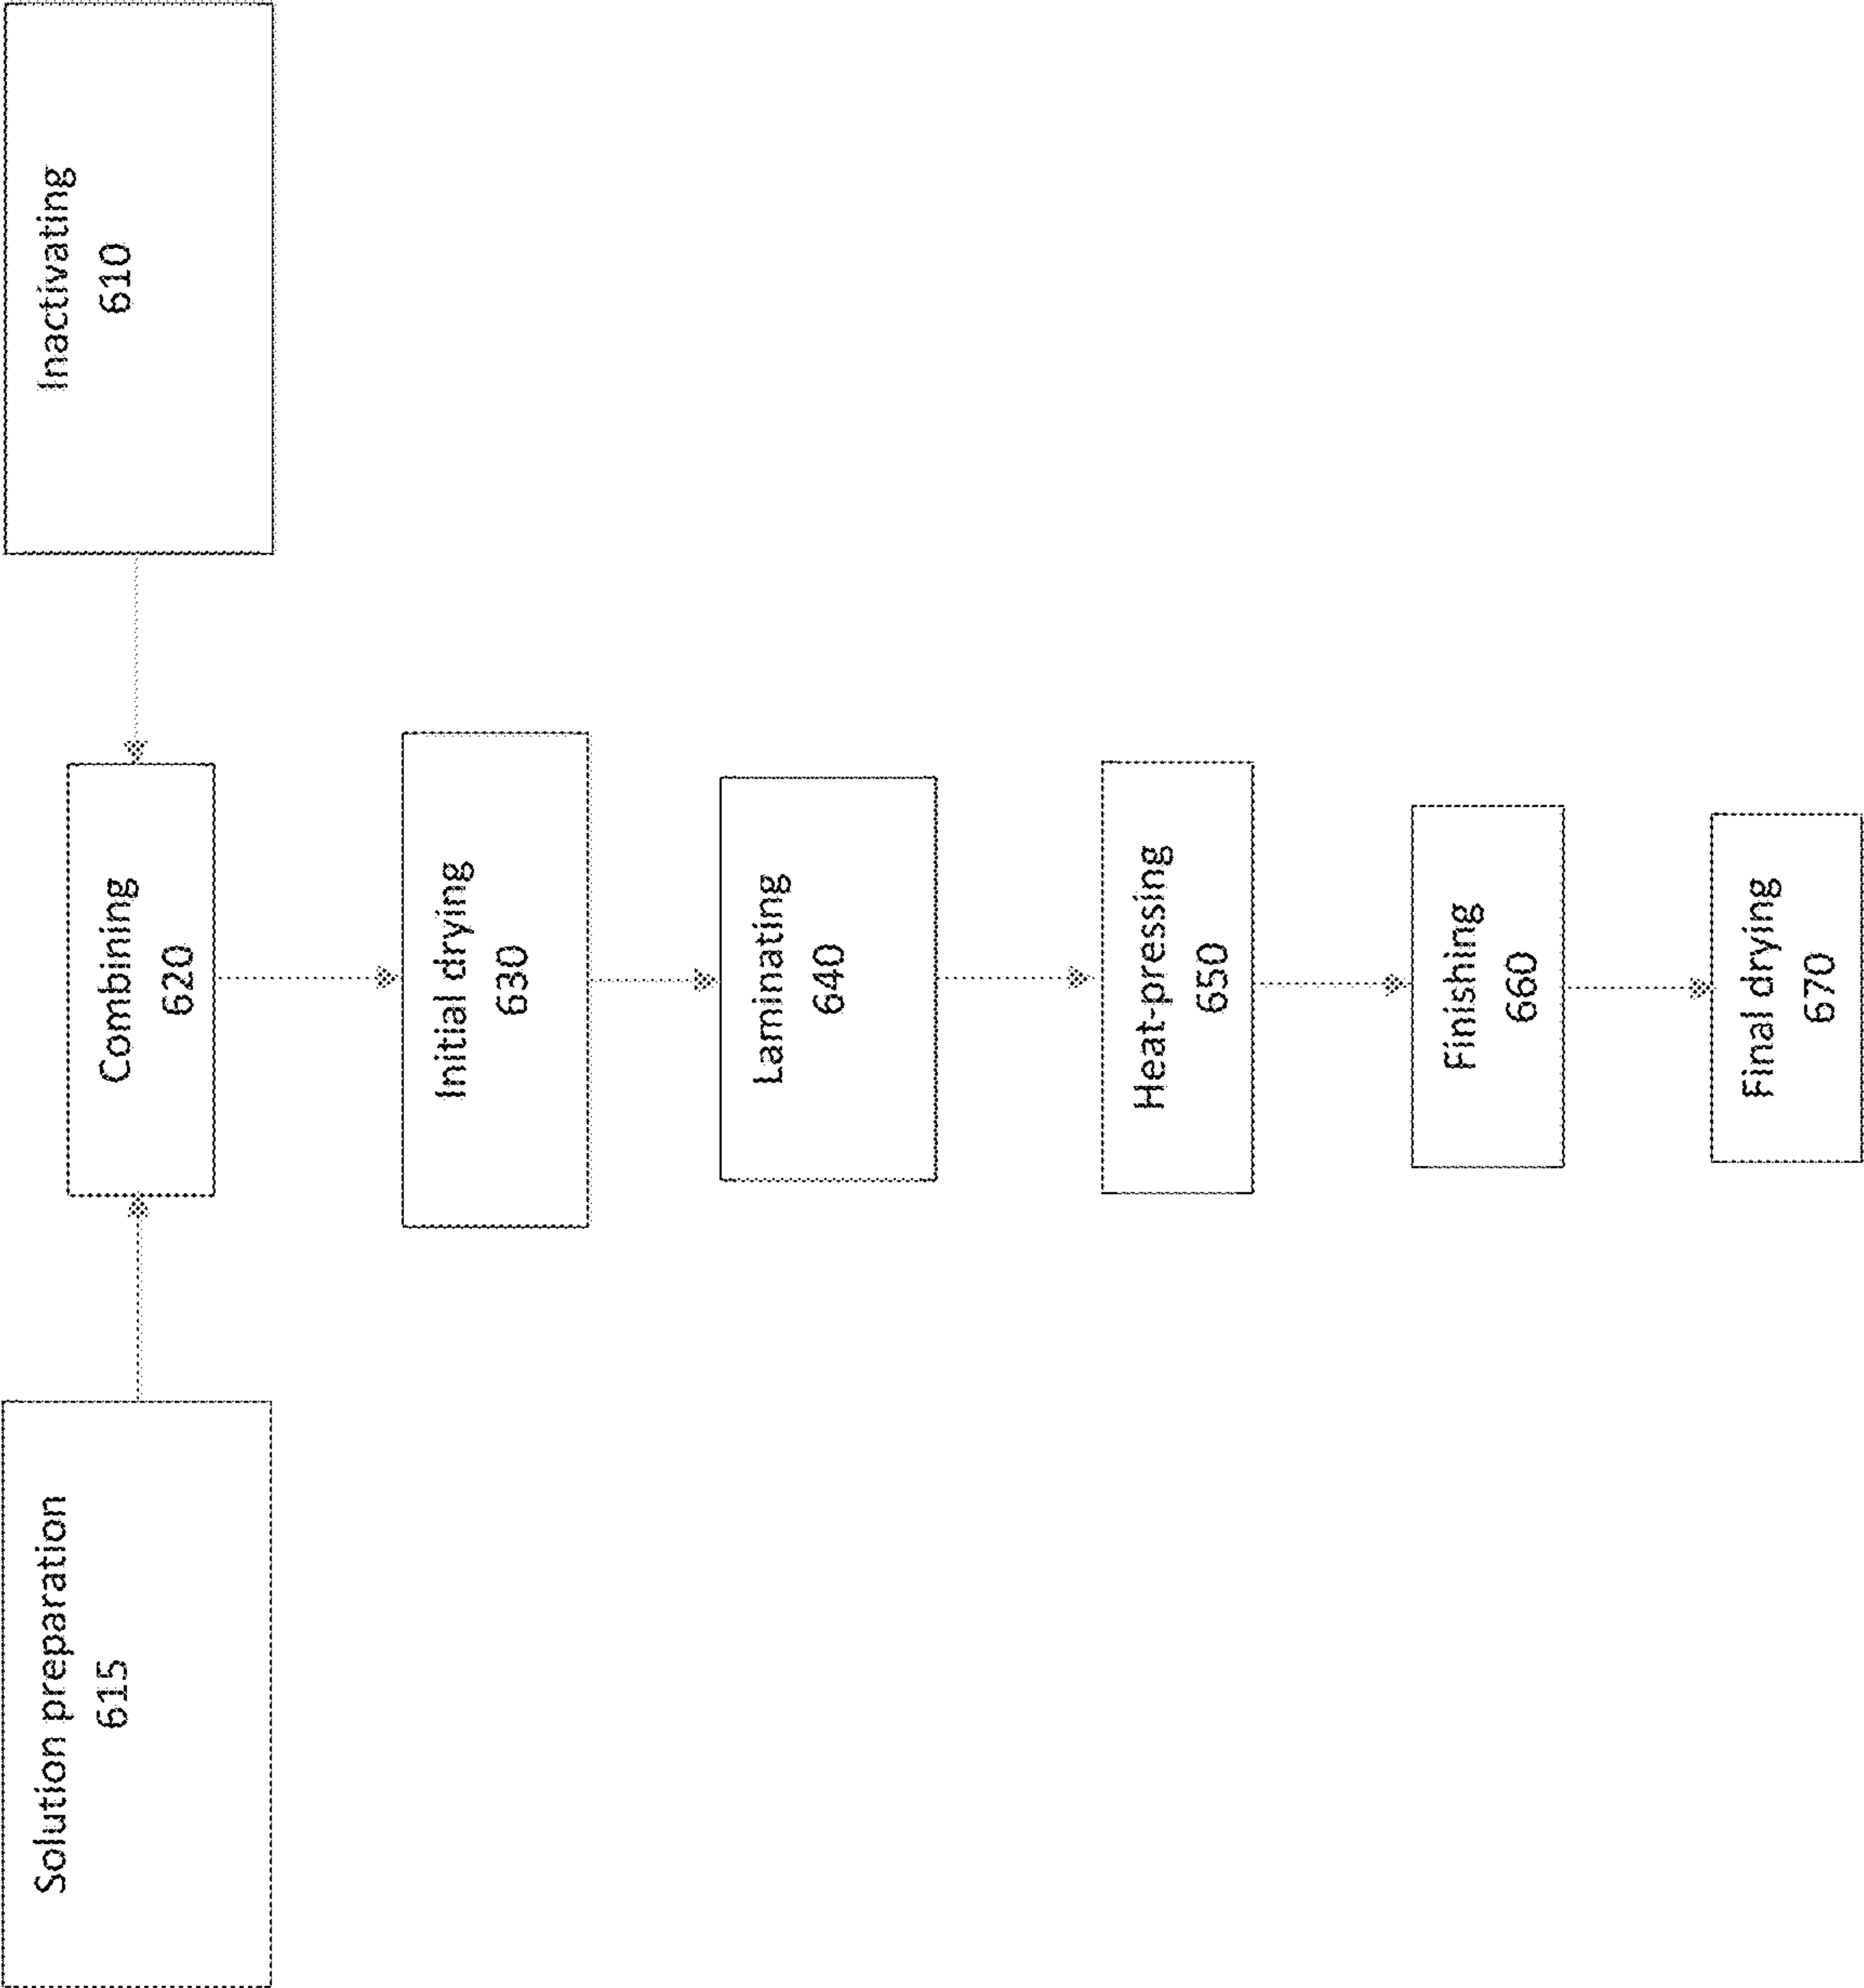 Solution preparation
615
Inactivating
610
Combining
620
Initial drying
630
Laminating
640
Heat-pressing
650
Finishing
660
Final drying
670